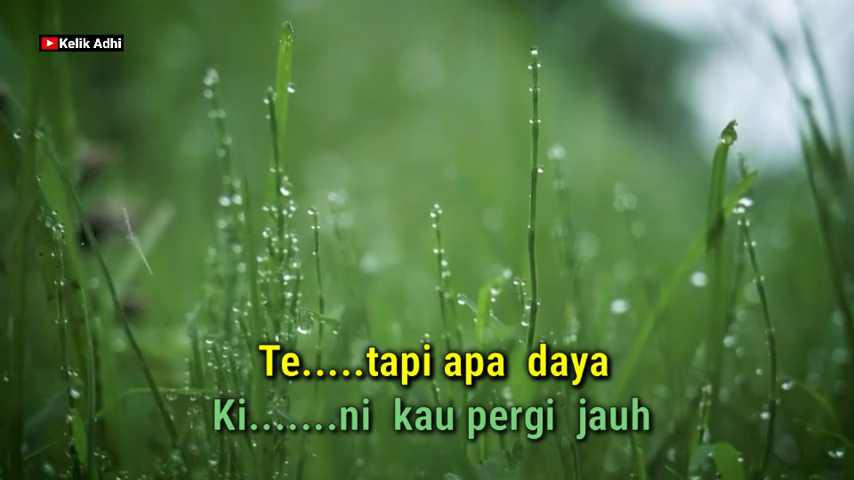 Kelik Adhi
Te.....tapi apa daya
Ki.......ni kau pergi jauh